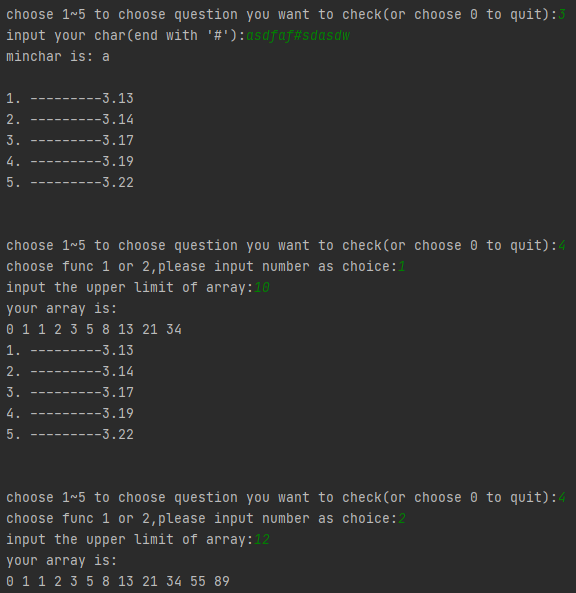 choose 1~5 to choose question you want to check(or choose 0 to quit):3
input your char(end with '#'):asdfaf#sdasdw
minchar is: a
1. ---------3.13
2. ---------3.14
3. ---------3.17
4. ---------3.19
5. ---------3.22
choose 1~5 to choose question you want to check(or choose 0 to quit):4
choose func 1 or 2,please input number as choice:1
input the upper limit of array:10
your array is:
0 1 1 2 3 5 8 13 21 34
1. ---------3.13
2. ---------3.14
3. ---------3.17
4. ---------3.19
5. ---------3.22
choose 1~5 to choose question you want to check(or choose 0 to quit):4
choose func 1 or 2,please input number as choice:2
input the upper limit of array:12
your array is:
0 1 1 2 3 5 8 13 21 34 55 89